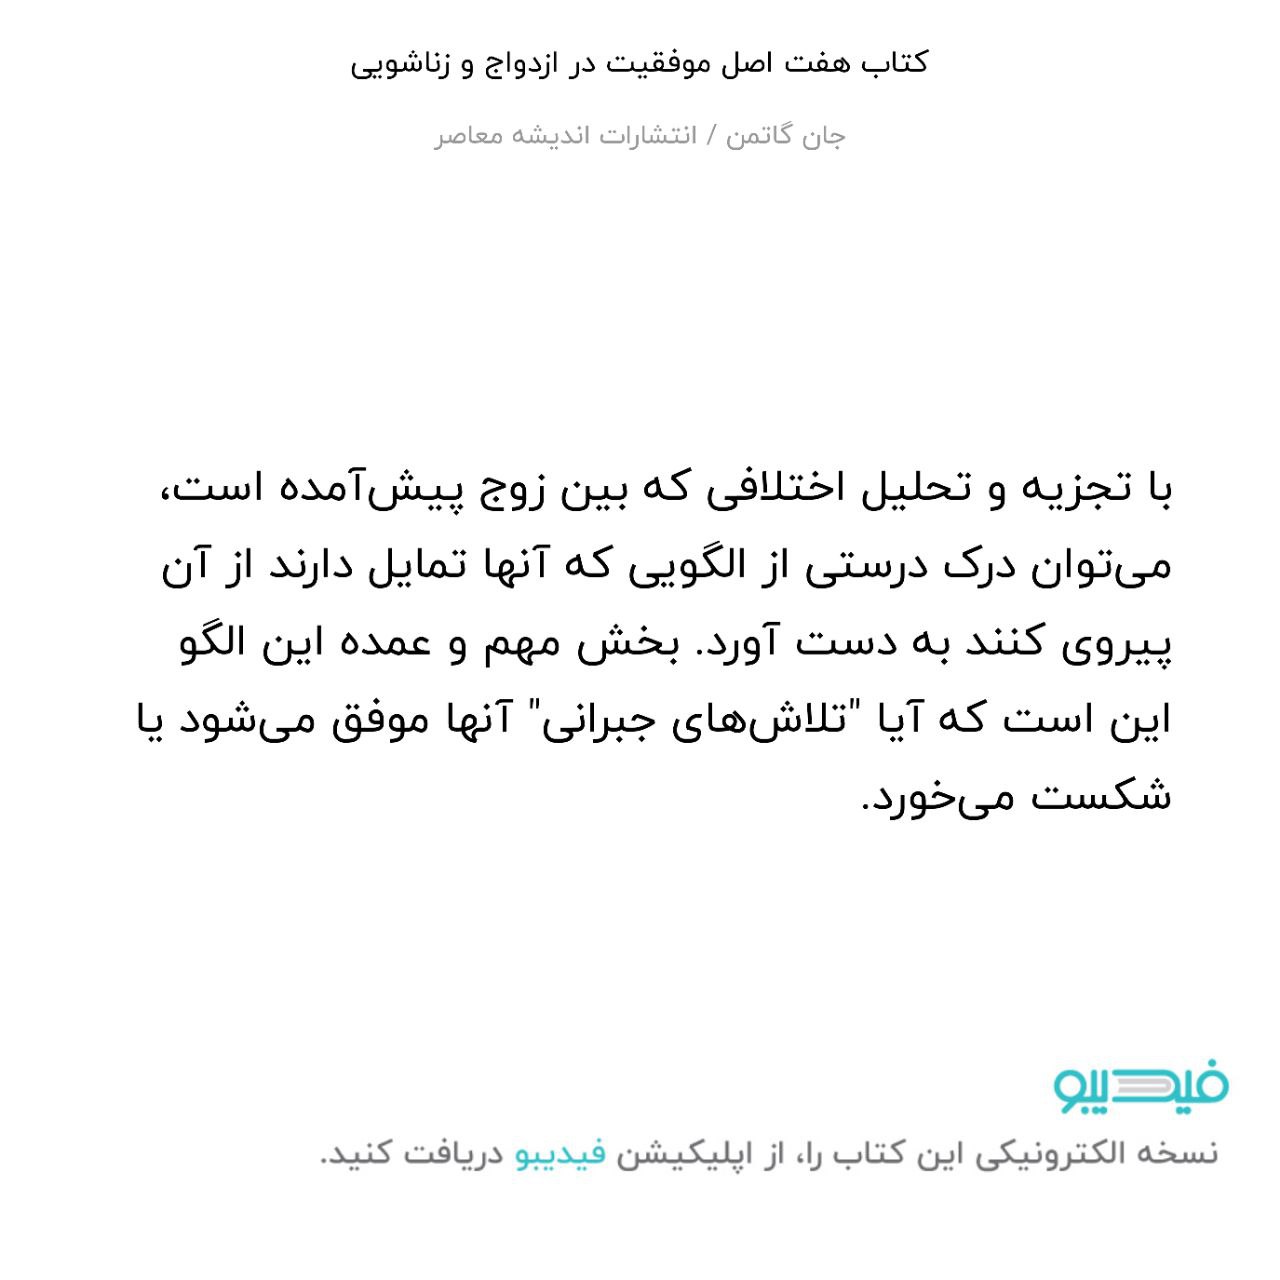 کتاب هفت اصل موفقیت در ازدواج و زناشویی
جان گاتمن / انتشارات اندیشه معاصر
با تجزیه و تحلیل اختلافی که بین زوج پیش‌آمده است،
می‌توان درک درستی از الگویی که آنها تمایل دارند از آن
پیروی کنند به دست آورد. بخش مهم و عمده این الگو
این است که آیا "تلاش‌های جبرانی" آنها موفق می‌شود یا
شکست می‌خورد.
فیدیبو
نسخه الکترونیکی این کتاب را، از اپلیکیشن فیدیبو دریافت کنید.